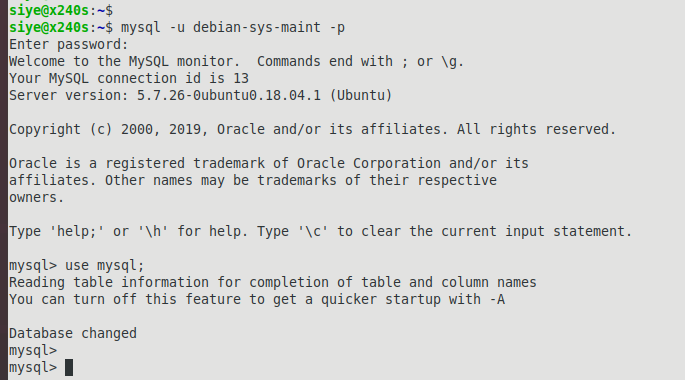 siye@x240s:~$
siye@x240s:~$ mysql -u debian-sys-maint -p
Enter password:
Welcome to the MySQL monitor.  Commands end with ; or \g.
Your MySQL connection id is 13
Server version: 5.7.26-0ubuntu0.18.04.1 (Ubuntu)
Copyright (c) 2000, 2019, Oracle and/or its affiliates. All rights reserved.
Oracle is a registered trademark of Oracle Corporation and/or its
affiliates. Other names may be trademarks of their respective
owners.
Type 'help;' or '\h' for help. Type '\c' to clear the current input statement.
mysql> use mysql;
Reading table information for completion of table and column names
You can turn off this feature to get a quicker startup with -A
Database changed
mysql>
mysql>